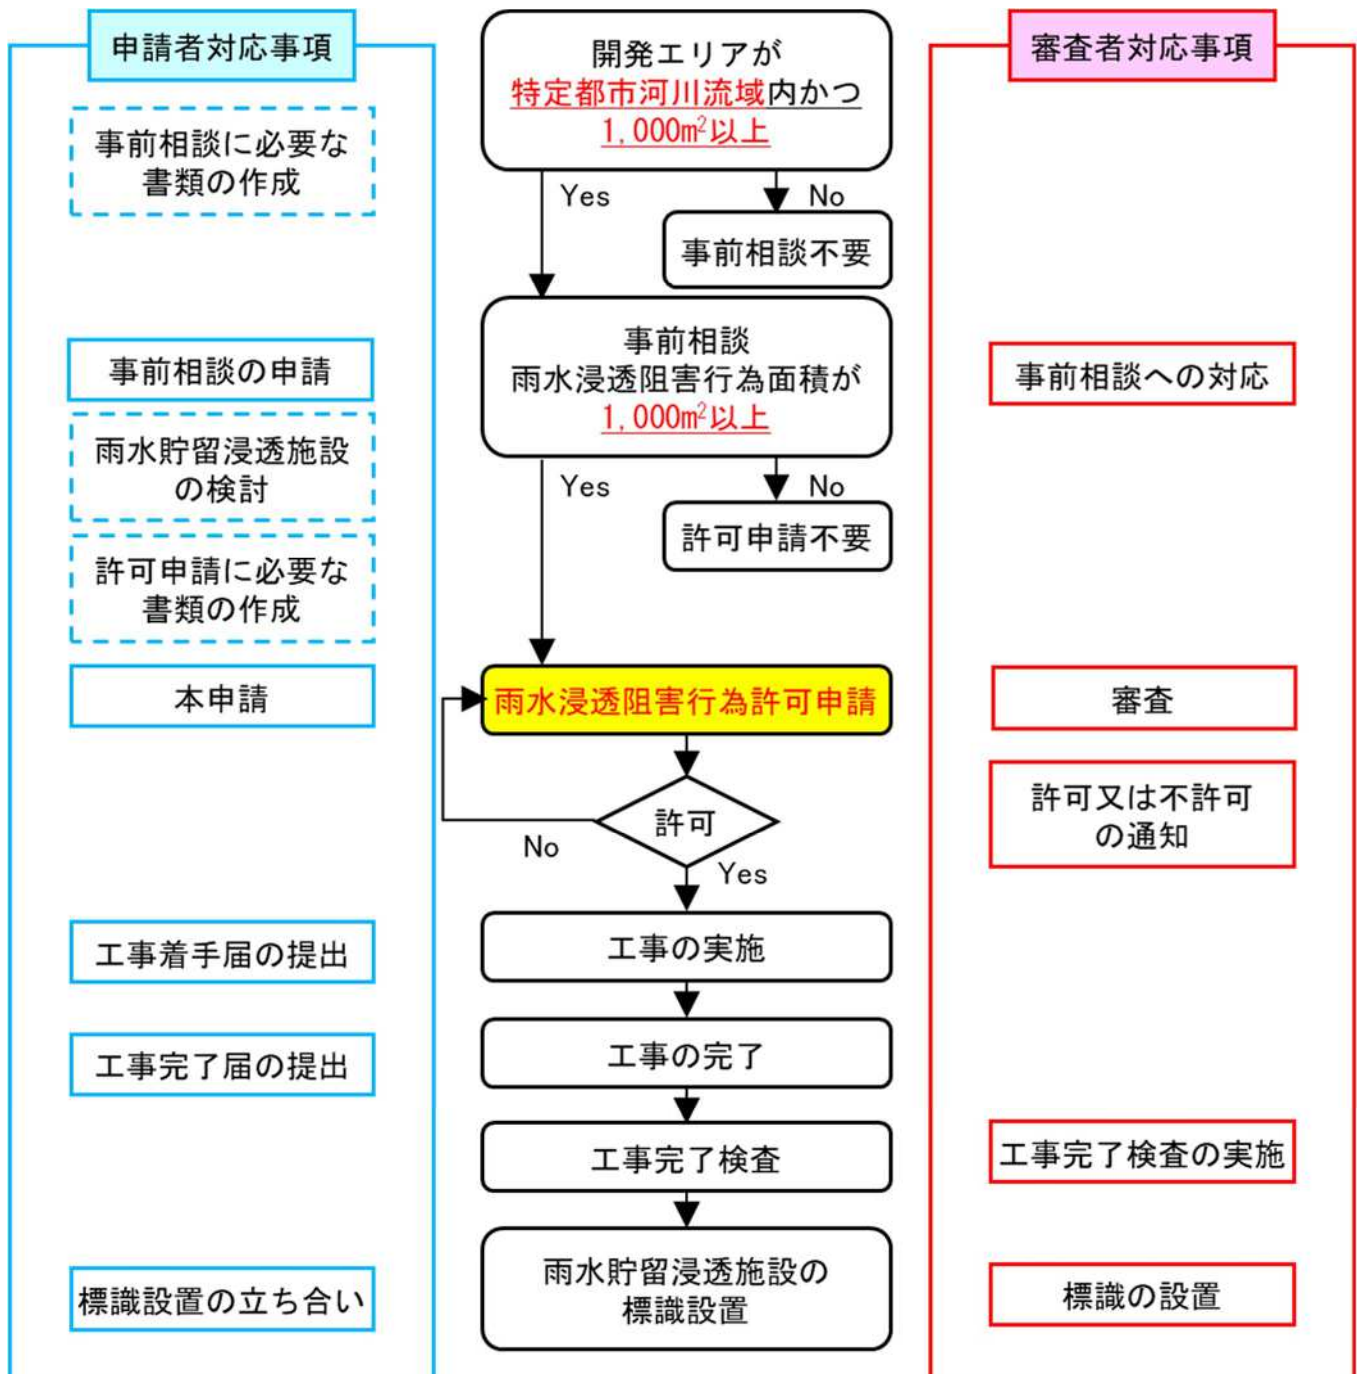 申請者対応事項
事前相談に必要な
書類の作成
事前相談の申請
雨水貯留浸透施設
の検討
許可申請に必要な
書類の作成
本申請
工事着手届の提出
工事完了届の提出
標識設置の立ち合い
開発エリアが
特定都市河川流域内かつ
1,000m²以上
Yes
No
事前相談不要
事前相談
雨水浸透阻害行為面積が
1,000m²以上
Yes
No
許可申請不要
雨水浸透阻害行為許可申請
許可
No
Yes
工事の実施
工事の完了
工事完了検査
雨水貯留浸透施設の
標識設置
審査者対応事項
事前相談への対応
審査
許可又は不許可
の通知
工事完了検査の実施
標識の設置